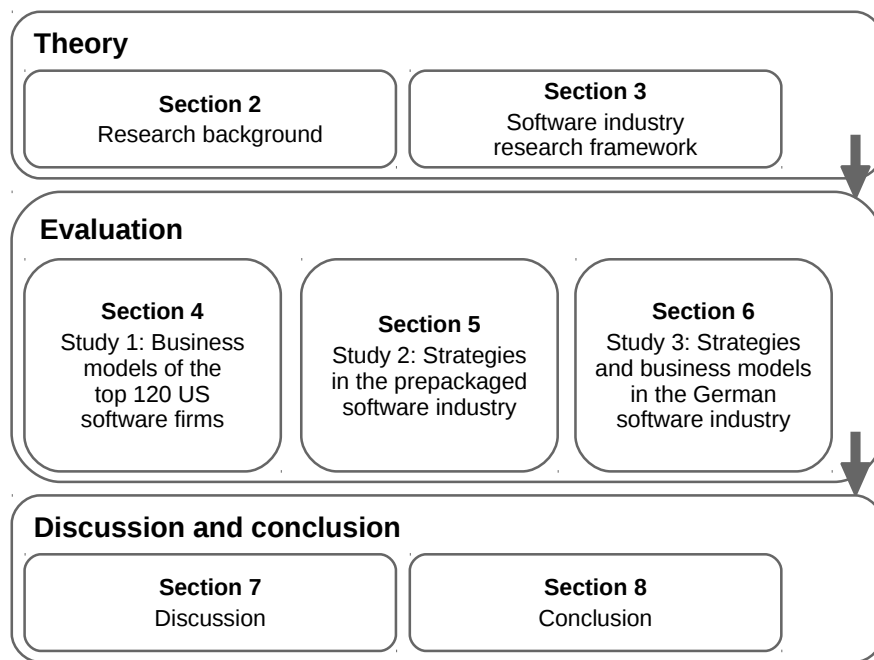 Theory
Section 2
Research background
Section 3
Software industry
research framework
Evaluation
Section 4
Study 1: Business
models of the
top 120 US
software firms
Section 5
Study 2: Strategies
in the prepackaged
software industry
Section 6
Study 3: Strategies
and business models
in the German
software industry
Discussion and conclusion
Section 7
Discussion
Section 8
Conclusion